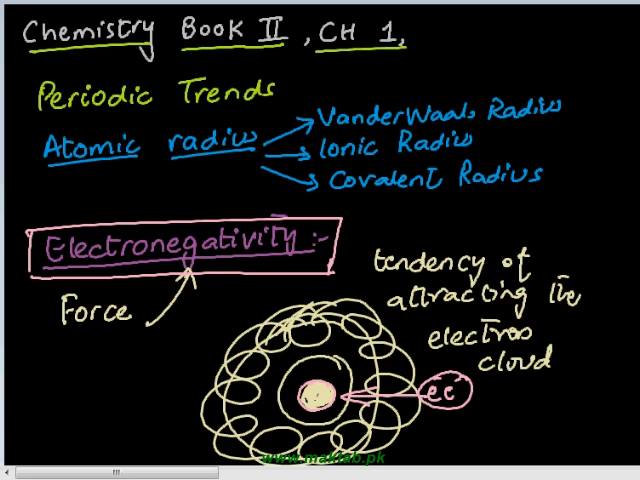 Chemistry Book II, CH 1,
Periodic Trends
Atomic radius
VanderWaals Radius
Ionic Radius
Covalent Radius
Electronegativity :-
Force
tendency of
attracting the
electron
cloud
e e⁻
www.maktab.pk